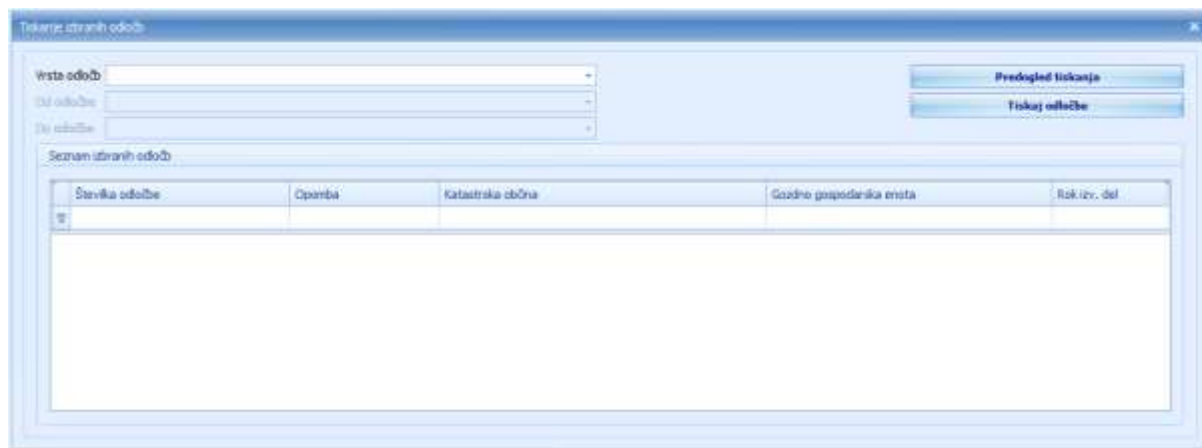 Tiskanje izbranih odločb
Vrsta odločb
Od odločbe
Do odločbe
Predogled tiskanja
Tiskaj odločbe
Seznam izbranih odločb
Številka odločbe Opomba Katastrska občina Gozdno gospodarska enota Rok izv. del